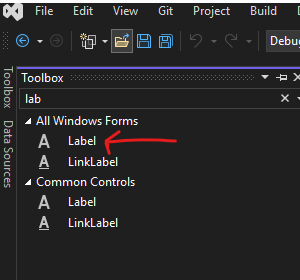 File Edit View Git Project Build Debug
Debug
Toolbox
Data Sources
Toolbox
lab
All Windows Forms
Label
LinkLabel
Common Controls
Label
LinkLabel